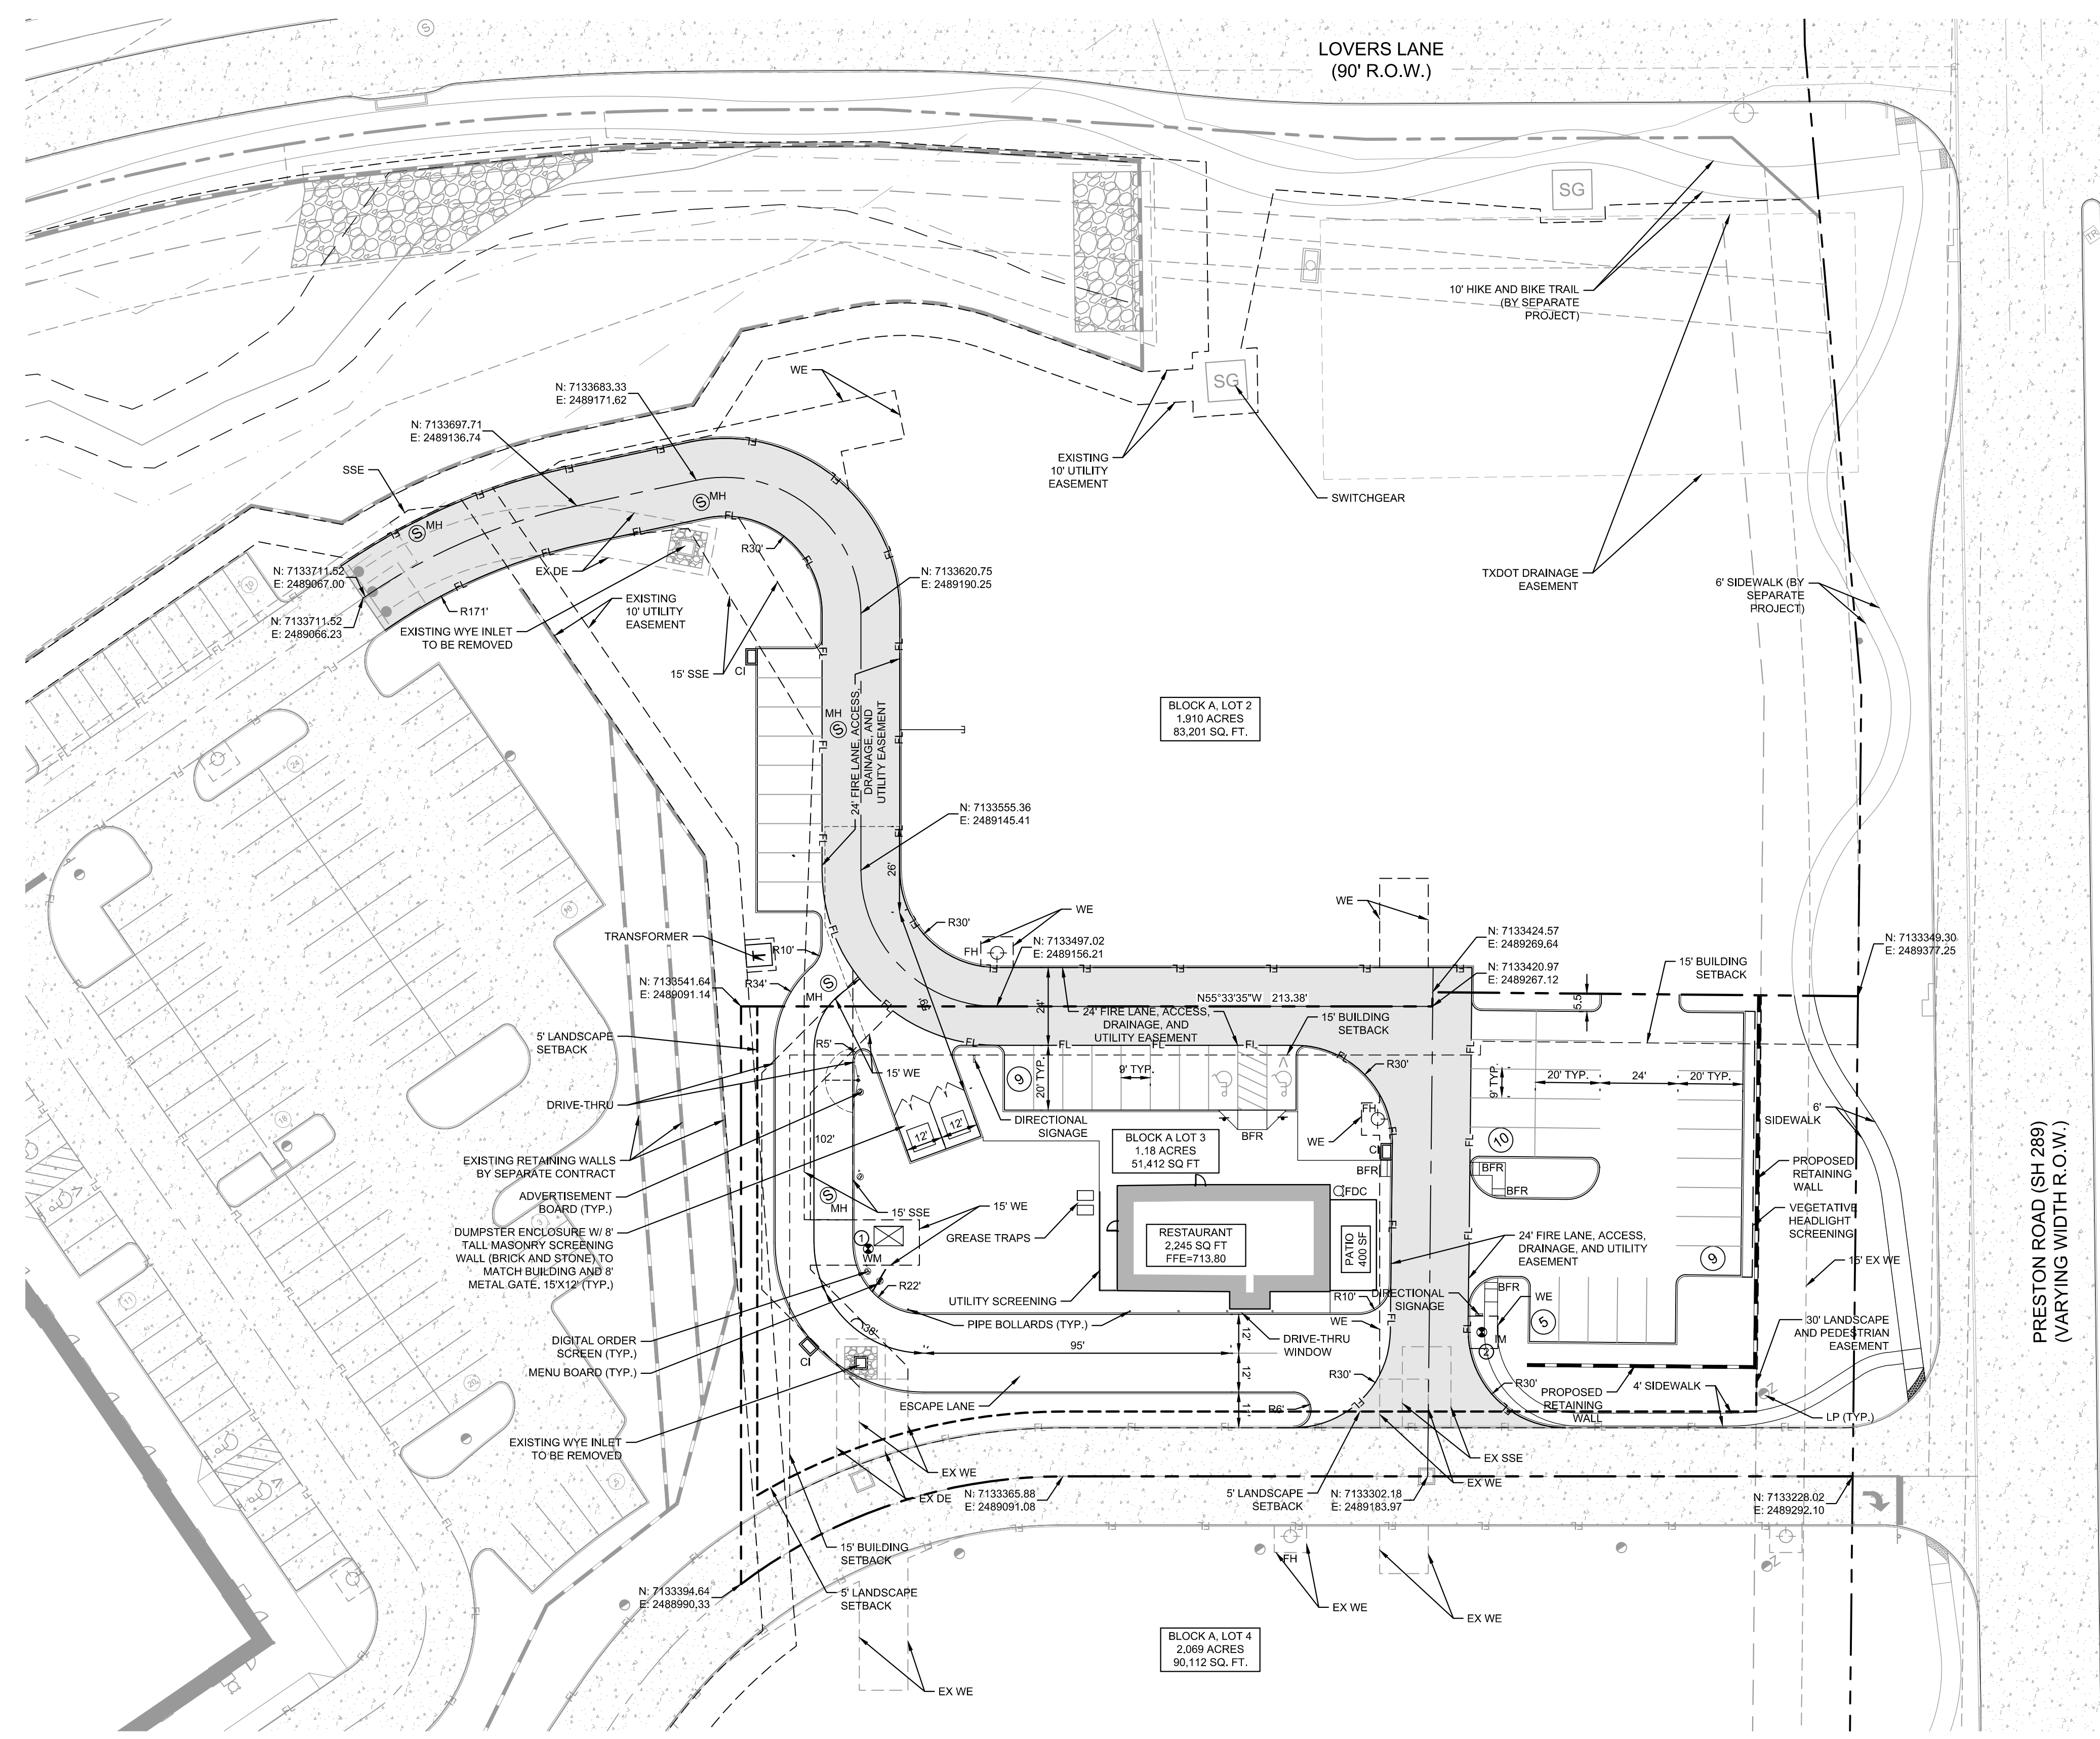 LOVERS LANE
(90' R.O.W.)
S
SG
TR
10' HIKE AND BIKE TRAIL
(BY SEPARATE
PROJECT)
WE
SG
N: 7133683.33
E: 2489171.62
N: 7133697.71
E: 2489136.74
EXISTING
10' UTILITY
EASEMENT
SWITCHGEAR
SSE
MH
S
MH
S
R30'
EX DE
N: 7133711.52
E: 2489067.00
N: 7133711.52
E: 2489066.23
R171'
EXISTING
10' UTILITY
EASEMENT
EXISTING WYE INLET
TO BE REMOVED
N: 7133620.75
E: 2489190.25
TXDOT DRAINAGE
EASEMENT
6' SIDEWALK (BY
SEPARATE
PROJECT)
15' SSE
CI
MH
S
24' FIRE LANE, ACCESS,
DRAINAGE, AND
UTILITY EASEMENT
BLOCK A, LOT 2
1.910 ACRES
83,201 SQ. FT.
N: 7133555.36
E: 2489145.41
26'
24
18
20
11
TRANSFORMER
R10'
R34'
R30'
FH
WE
WE
N: 7133497.02
E: 2489156.21
N: 7133424.57
E: 2489269.64
N: 7133420.97
E: 2489267.12
15' BUILDING
SETBACK
N: 7133349.30
E: 2489377.25
N: 7133541.64
E: 2489091.14
MH
S
N55°33'35"W 213.38'
24'
24' FIRE LANE, ACCESS,
DRAINAGE, AND
UTILITY EASEMENT
15' BUILDING
SETBACK
5.5'
5' LANDSCAPE
SETBACK
R5'
15' WE
9
20' TYP.
9' TYP.
R30'
9' TYP.
20' TYP.
24'
20' TYP.
DRIVE-THRU
102'
12'
12'
DIRECTIONAL
SIGNAGE
BFR
FH
WE
CI
BFR
10
BFR
BFR
6'
SIDEWALK
BLOCK A LOT 3
1.18 ACRES
51,412 SQ FT
EXISTING RETAINING WALLS
BY SEPARATE CONTRACT
ADVERTISEMENT
BOARD (TYP.)
S
MH
15' SSE
15' WE
FDC
PROPOSED
RETAINING
WALL
DUMPSTER ENCLOSURE W/ 8'
TALL MASONRY SCREENING
WALL (BRICK AND STONE) TO
MATCH BUILDING AND 8'
METAL GATE. 15'X12' (TYP.)
1
WM
GREASE TRAPS
RESTAURANT
2,245 SQ FT
FFE=713.80
PATIO
400 SF
24' FIRE LANE, ACCESS,
DRAINAGE, AND UTILITY
EASEMENT
VEGETATIVE
HEADLIGHT
SCREENING
9
15' EX WE
PRESTON ROAD (SH 289)
(VARYING WIDTH R.O.W.)
R22'
UTILITY SCREENING
R10'
DIRECTIONAL
SIGNAGE
BFR
WE
5
PIPE BOLLARDS (TYP.)
WE
IM
2
30' LANDSCAPE
AND PEDESTRIAN
EASEMENT
DIGITAL ORDER
SCREEN (TYP.)
38'
CI
95'
12'
DRIVE-THRU
WINDOW
MENU BOARD (TYP.)
12'
R30'
R30'
PROPOSED
RETAINING
WALL
4' SIDEWALK
ESCAPE LANE
11'
R6'
LP (TYP.)
EXISTING WYE INLET
TO BE REMOVED
EX WE
EX DE
N: 7133365.88
E: 2489091.08
5' LANDSCAPE
SETBACK
N: 7133302.18
E: 2489183.97
EX SSE
EX WE
N: 7133228.02
E: 2489292.10
15' BUILDING
SETBACK
FH
5' LANDSCAPE
SETBACK
N: 7133394.64
E: 2488990.33
EX WE
EX WE
BLOCK A, LOT 4
2.069 ACRES
90,112 SQ. FT.
EX WE